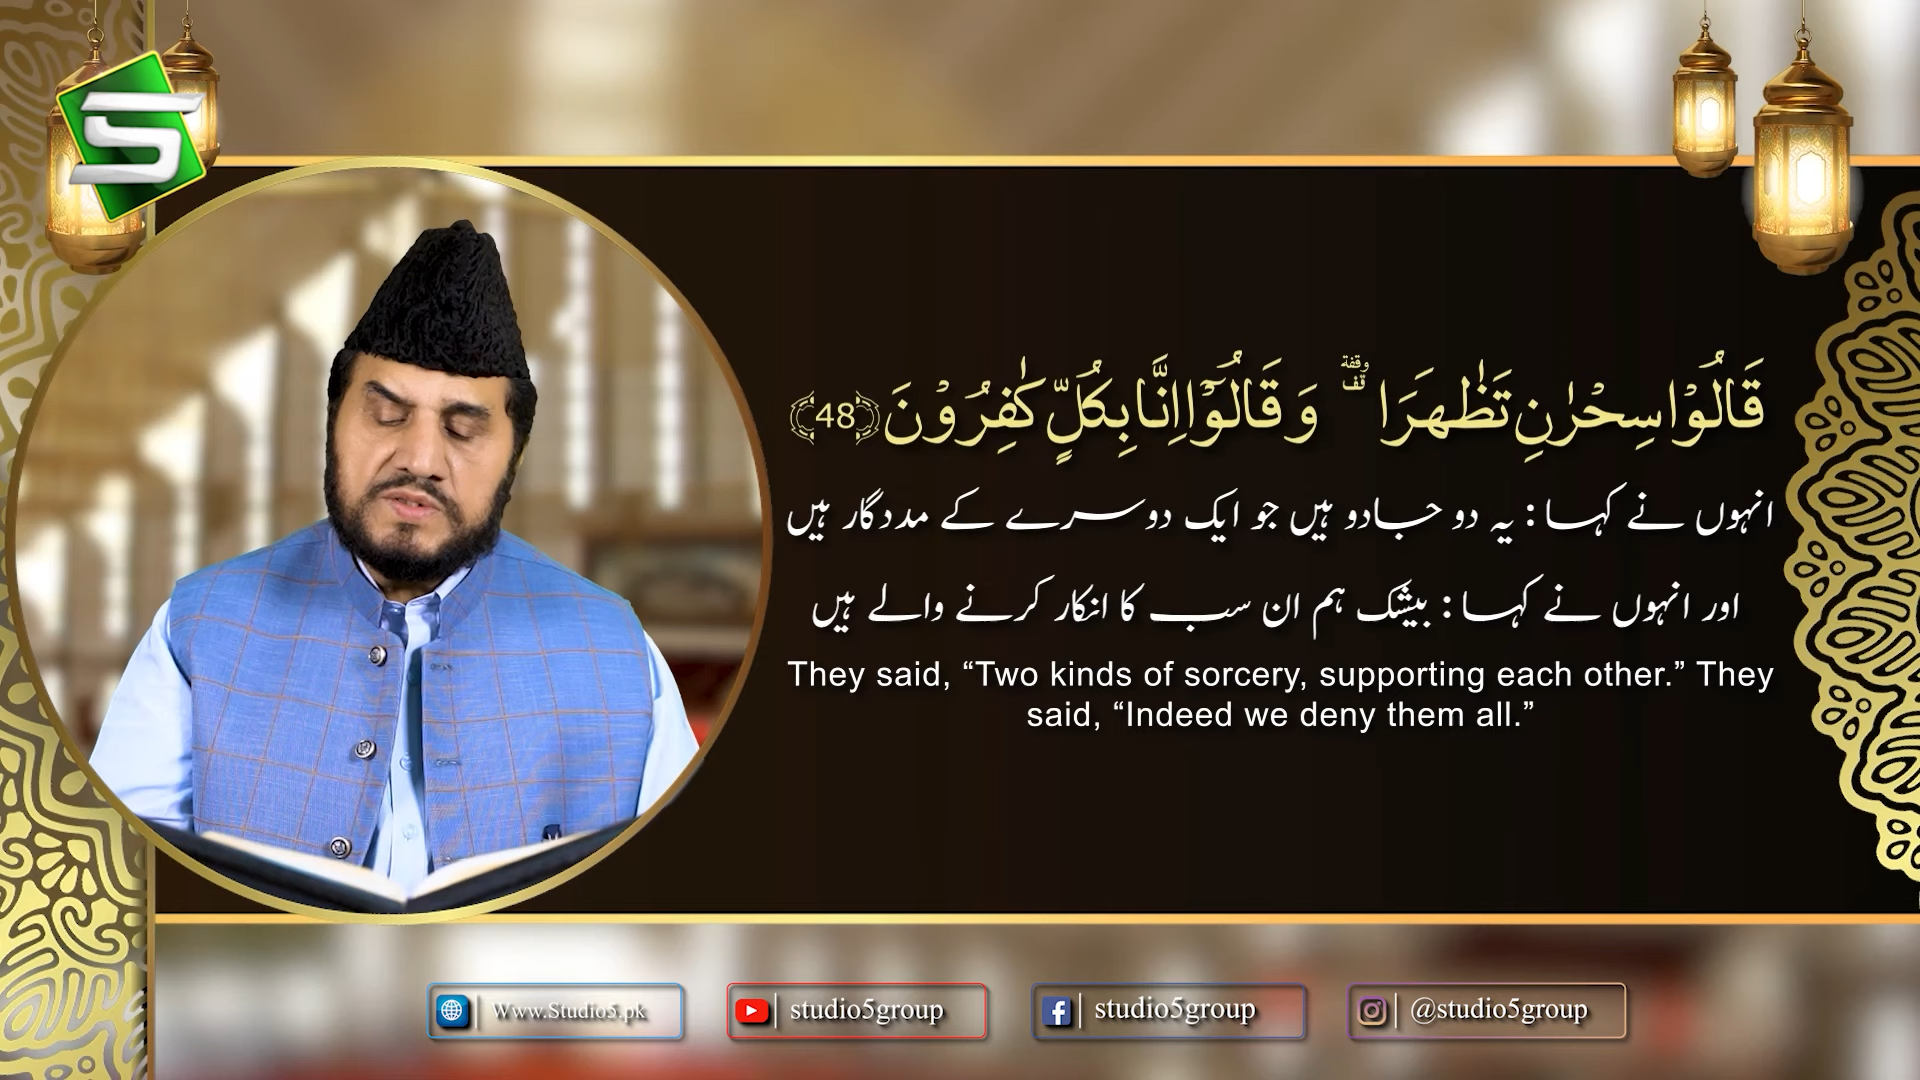 قَالُوْا سِحْرٰنِ تَظٰهَرَا ۟ۥ وقفة قف وَ قَالُوْۤا اِنَّا بِكُلٍّ كٰفِرُوْنَ ﴿48﴾
انہوں نے کہا : یہ دو جادو ہیں جو ایک دوسرے کے مددگار ہیں
اور انہوں نے کہا : بیشک ہم ان سب کا انکار کرنے والے ہیں
They said, “Two kinds of sorcery, supporting each other.” They
said, “Indeed we deny them all.”
Www.Studio5.pk
studio5group
studio5group
@studio5group